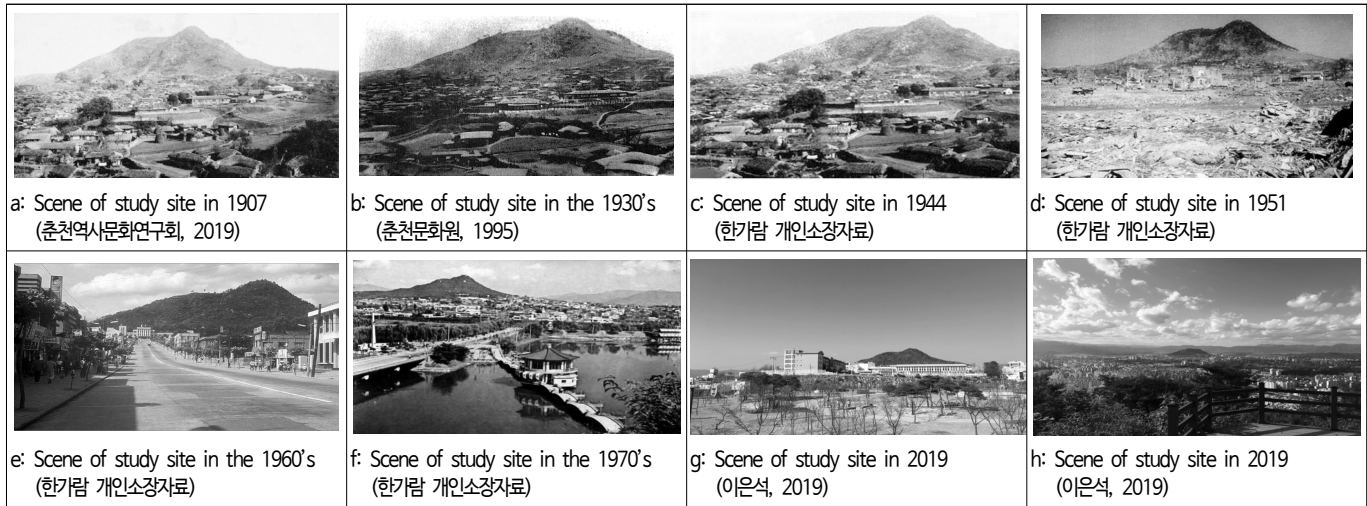 a: Scene of study site in 1907
(춘천역사문화연구회, 2019)
b: Scene of study site in the 1930's
(춘천문화원, 1995)
c: Scene of study site in 1944
(한가람 개인소장자료)
d: Scene of study site in 1951
(한가람 개인소장자료)
e: Scene of study site in the 1960's
(한가람 개인소장자료)
f: Scene of study site in the 1970's
(한가람 개인소장자료)
g: Scene of study site in 2019
(이은석, 2019)
h: Scene of study site in 2019
(이은석, 2019)